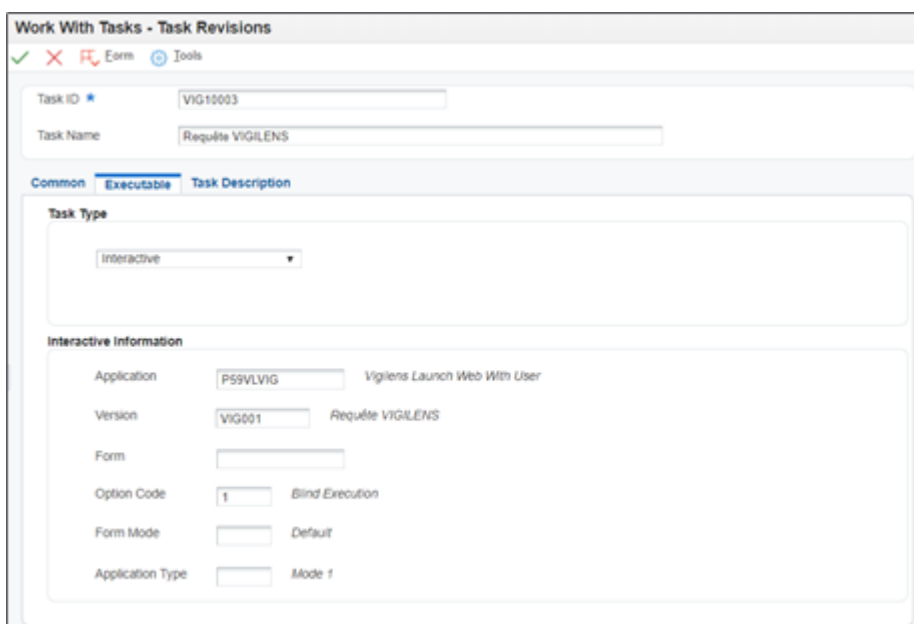 Work With Tasks - Task Revisions
Form Tools
Task ID * VIG10003
Task Name Requête VIGILENS
Common Executable Task Description
Task Type
Interactive
Interactive Information
Application P59VLVIG Vigilens Launch Web With User
Version VIG001 Requête VIGILENS
Form
Option Code 1 Blind Execution
Form Mode Default
Application Type Mode 1